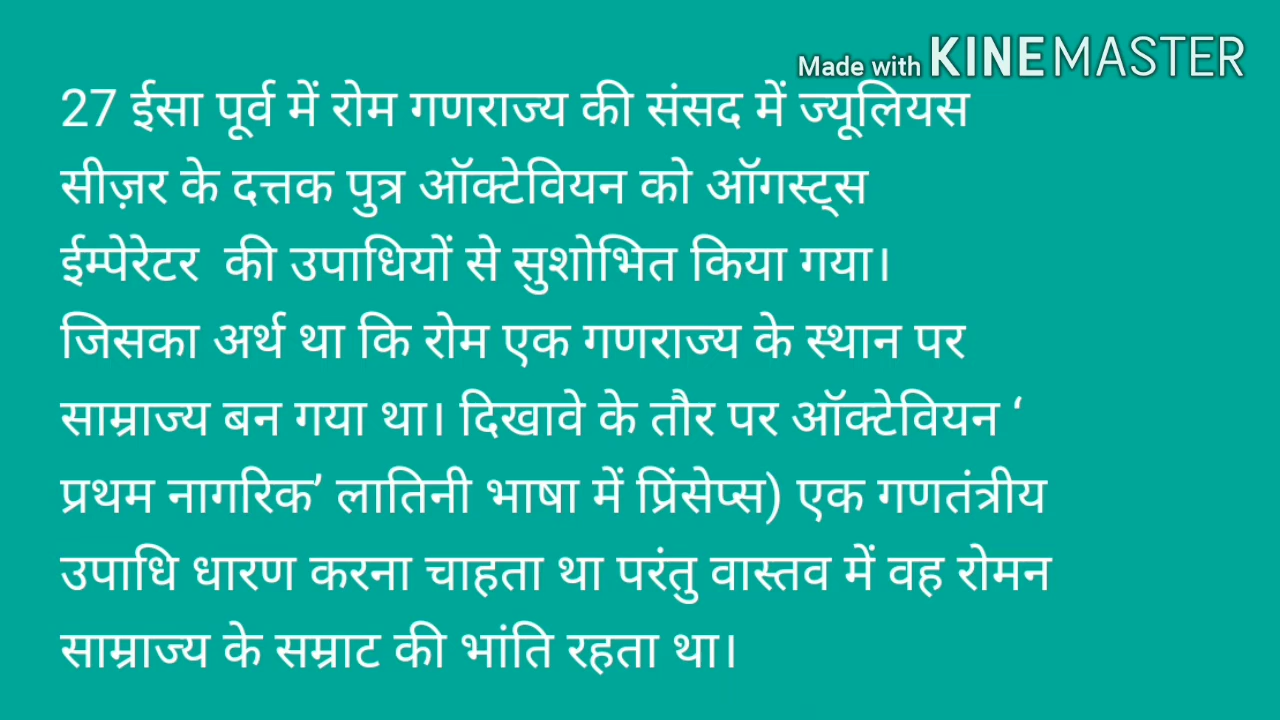 Made with KINEMASTER
27 ईसा पूर्व में रोम गणराज्य की संसद में ज्यूलियस
सीज़र के दत्तक पुत्र ऑक्टेवियन को ऑगस्ट्स
ईम्पेरेटर  की उपाधियों से सुशोभित किया गया।
जिसका अर्थ था कि रोम एक गणराज्य के स्थान पर
साम्राज्य बन गया था। दिखावे के तौर पर ऑक्टेवियन ‘
प्रथम नागरिक’ लातिनी भाषा में प्रिंसेप्स) एक गणतंत्रीय
उपाधि धारण करना चाहता था परंतु वास्तव में वह रोमन
साम्राज्य के सम्राट की भांति रहता था।